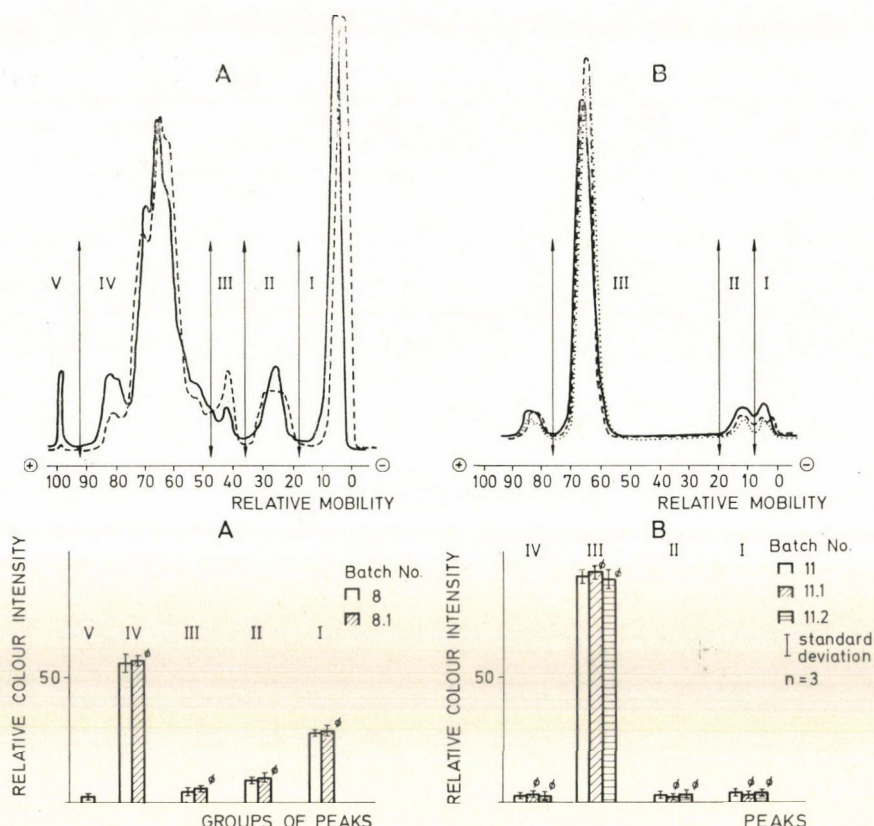 A
B
V IV III II I
III II I
⊕ ⊖
⊕ ⊖
100 90 80 70 60 50 40 30 20 10 0
100 90 80 70 60 50 40 30 20 10 0
RELATIVE MOBILITY
RELATIVE MOBILITY
A
RELATIVE COLOUR INTENSITY
50
V IV III II I
Batch No.
8
8.1
ϕ ϕ ϕ ϕ
GROUPS OF PEAKS
B
RELATIVE COLOUR INTENSITY
50
IV III II I
Batch No.
11
11.1
11.2
standard
deviation
n = 3
ϕ ϕ ϕ ϕ ϕ ϕ ϕ ϕ
PEAKS